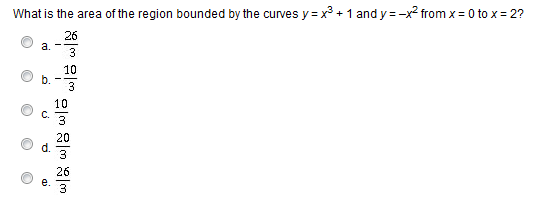 What is the area of the region bounded by the curves y = x³ + 1 and y = –x² from x = 0 to x = 2?
a. –26/3
b. –10/3
c. 10/3
d. 20/3
e. 26/3